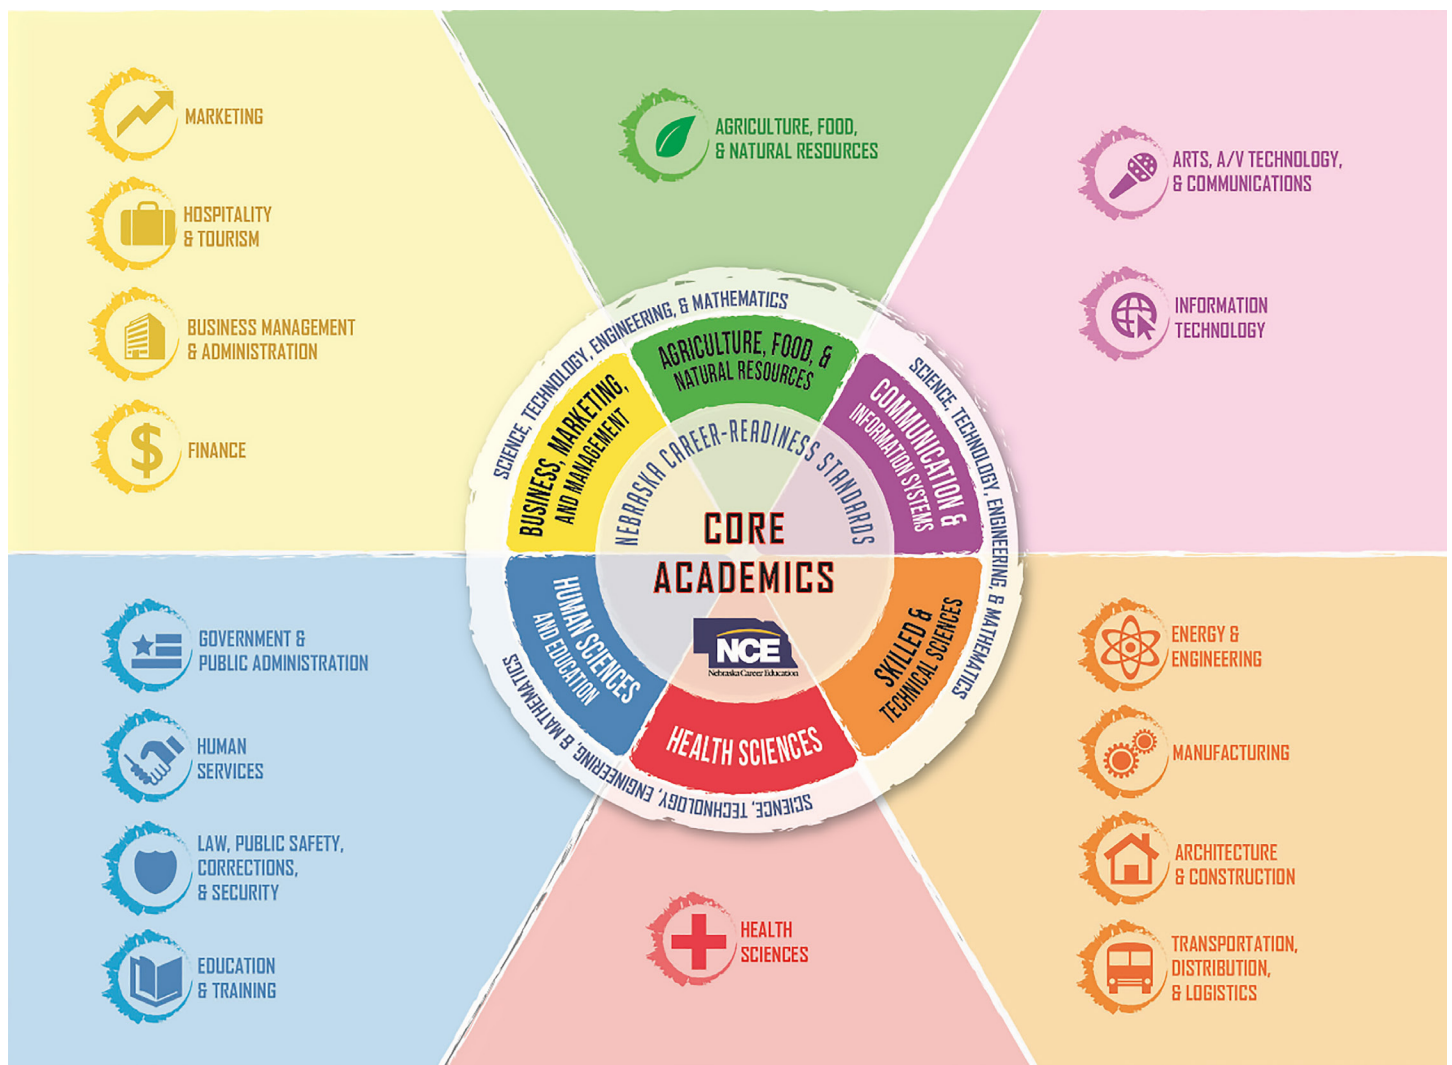 MARKETING
HOSPITALITY
& TOURISM
BUSINESS MANAGEMENT
& ADMINISTRATION
FINANCE
AGRICULTURE, FOOD,
& NATURAL RESOURCES
ARTS, A/V TECHNOLOGY,
& COMMUNICATIONS
INFORMATION
TECHNOLOGY
SCIENCE, TECHNOLOGY, ENGINEERING, & MATHEMATICS
SCIENCE, TECHNOLOGY, ENGINEERING, & MATHEMATICS
SCIENCE, TECHNOLOGY, ENGINEERING, & MATHEMATICS
AGRICULTURE, FOOD, &
NATURAL RESOURCES
COMMUNICATION &
INFORMATION SYSTEMS
SKILLED &
TECHNICAL SCIENCES
HEALTH SCIENCES
HUMAN SCIENCES
AND EDUCATION
BUSINESS, MARKETING,
AND MANAGEMENT
NEBRASKA CAREER-READINESS STANDARDS
CORE
ACADEMICS
NCE
Nebraska Career Education
GOVERNMENT &
PUBLIC ADMINISTRATION
HUMAN
SERVICES
LAW, PUBLIC SAFETY,
CORRECTIONS,
& SECURITY
EDUCATION
& TRAINING
HEALTH
SCIENCES
ENERGY &
ENGINEERING
MANUFACTURING
ARCHITECTURE
& CONSTRUCTION
TRANSPORTATION,
DISTRIBUTION,
& LOGISTICS